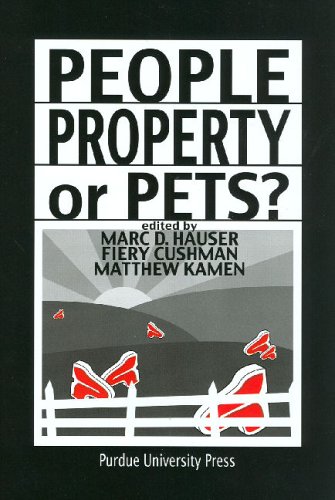 PEOPLE
PROPERTY
or PETS?
edited by
MARC D. HAUSER
FIERY CUSHMAN
MATTHEW KAMEN
Purdue University Press